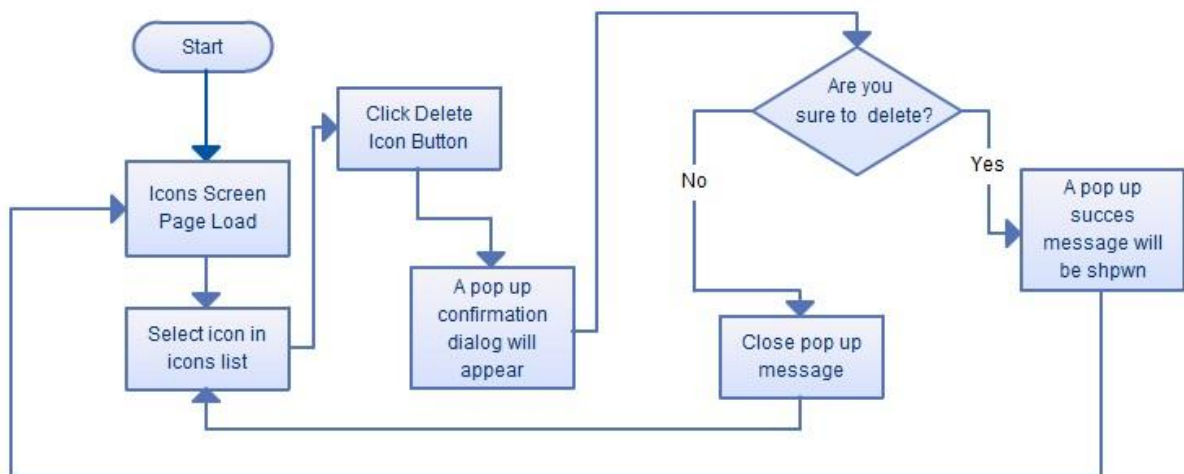 Start
Icons Screen
Page Load
Select icon in
icons list
Click Delete
Icon Button
A pop up
confirmation
dialog will
appear
Are you
sure to delete?
No
Yes
Close pop up
message
A pop up
succes
message will
be shpwn